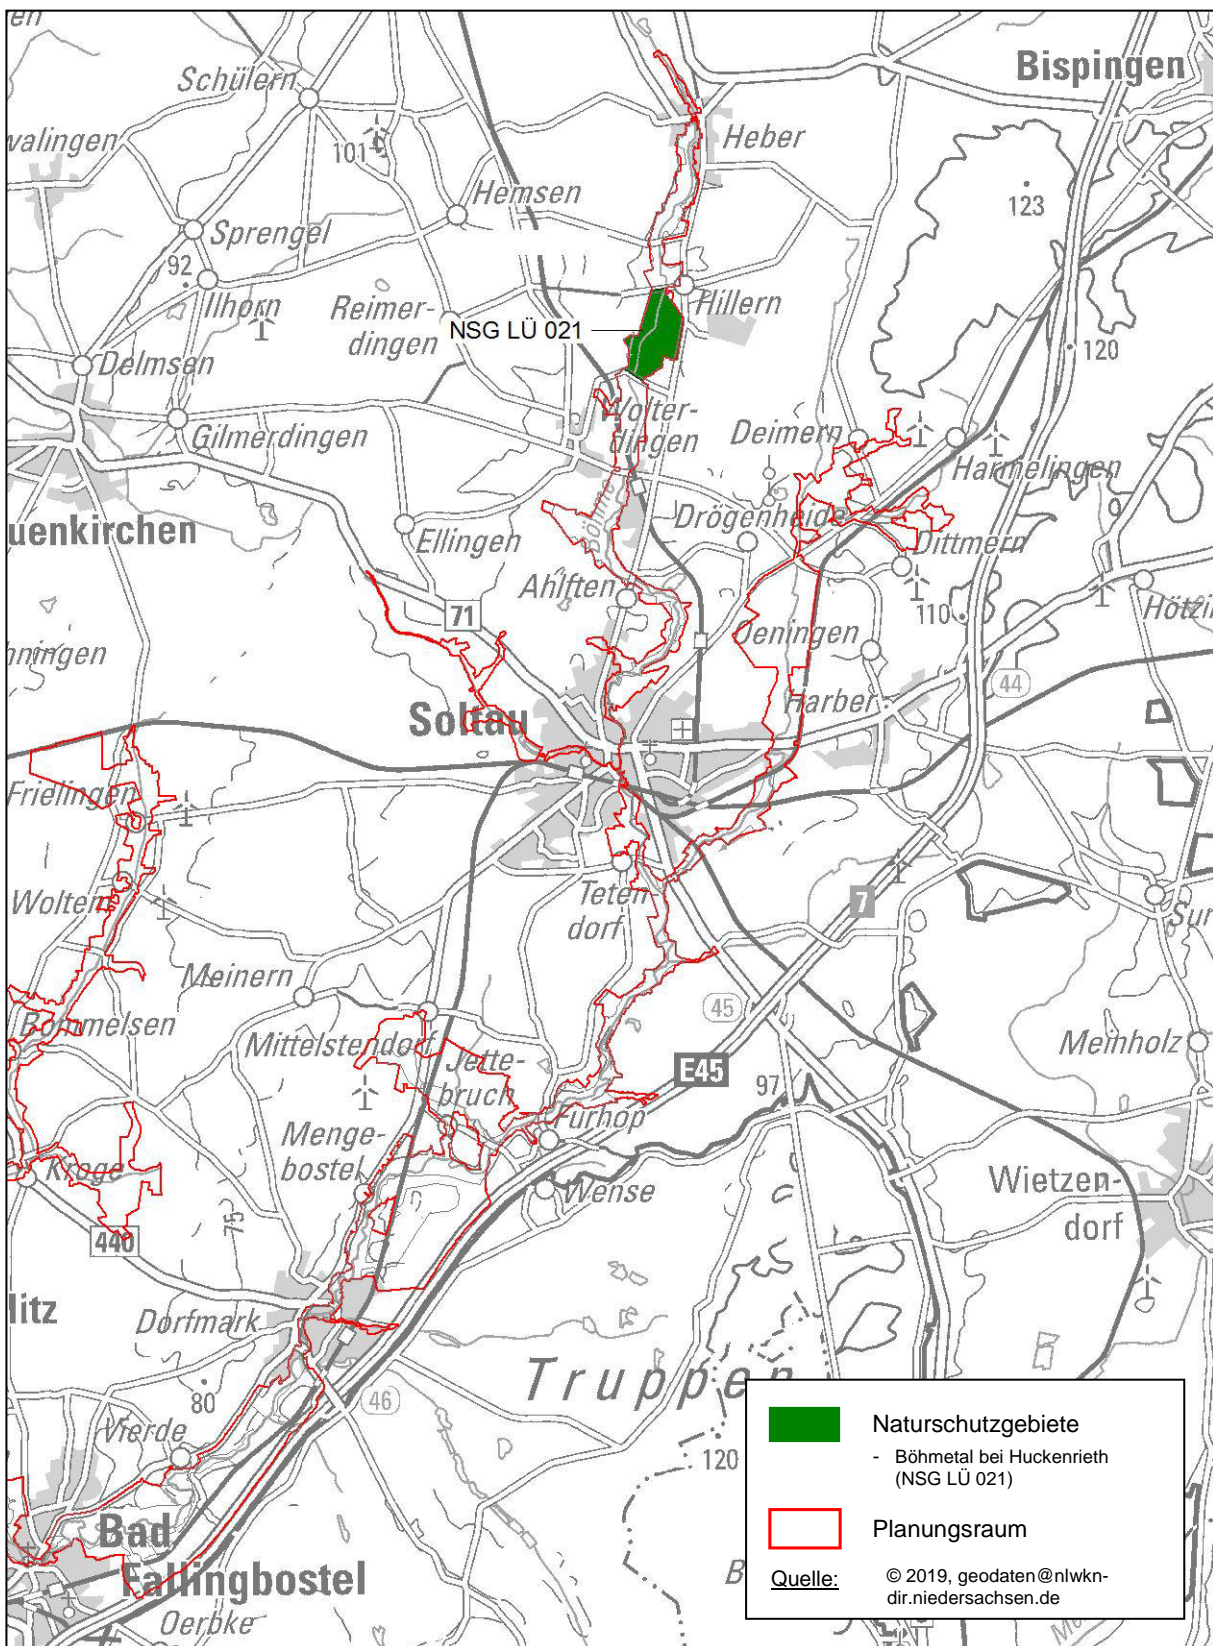 en
Schülern
Bispingen
valingen
101
Heber
Hemsen
123
Sprengel
92
Ilhorn
Reimer-
dingen
Hillern
NSG LÜ 021
120
Delmsen
Wolter-
dingen
Gilmerdingen
Deimern
Harmelingen
uenkirchen
Böhme
Drögenheide
Ellingen
Dittmern
Ahlften
71
110
Hötzin
Oeningen
nningen
44
Soltau
Harber
Frielingen
Woltem
Teten-
dorf
7
Sur
Meinern
45
Bommelsen
Mittelstendorf
Jette-
bruch
Meinholz
E45
97
Furhop
Menge-
bostel
Kroge
Wense
Wietzen-
dorf
75
440
litz
Dorfmark
Truppen
80
46
Vierde
120
Bad
Fallingbostel
Oerbke
B
Naturschutzgebiete
- Böhmetal bei Huckenrieth
(NSG LÜ 021)
Planungsraum
Quelle:
© 2019, geodaten@nlwkn-
dir.niedersachsen.de